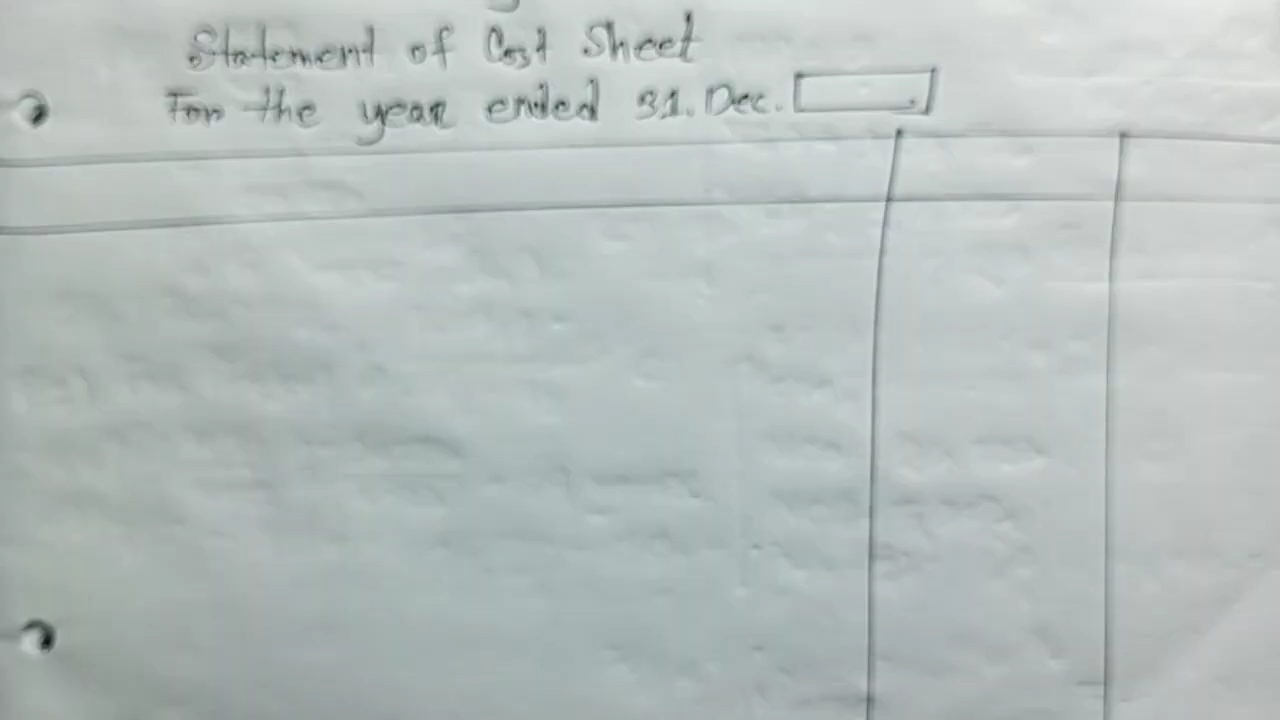 Statement of Cost Sheet
For the year ended 31. Dec.